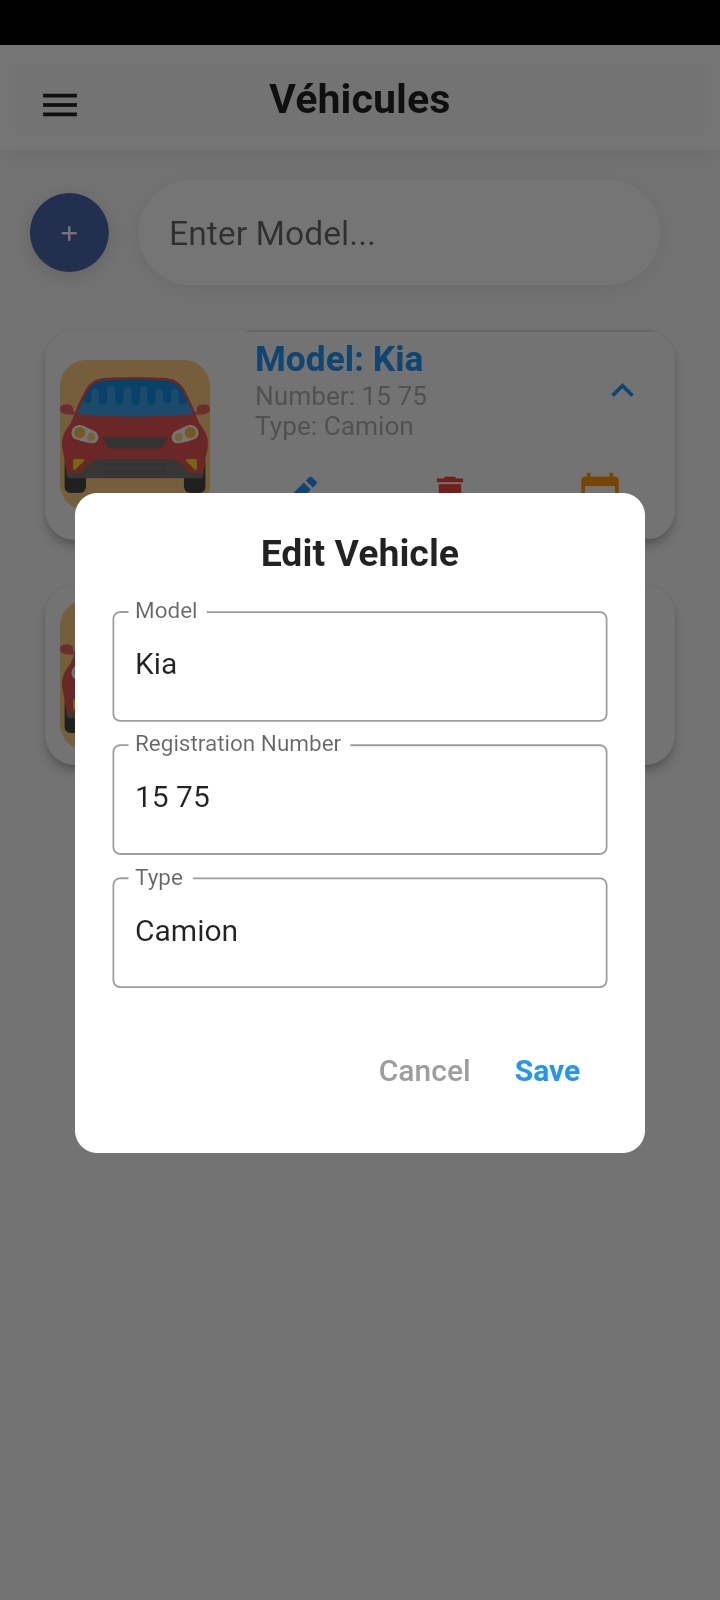 Véhicules
+
Enter Model...
Model: Kia
Number: 15 75
Type: Camion
Edit Vehicle
Model
Kia
Registration Number
15 75
Type
Camion
Cancel
Save